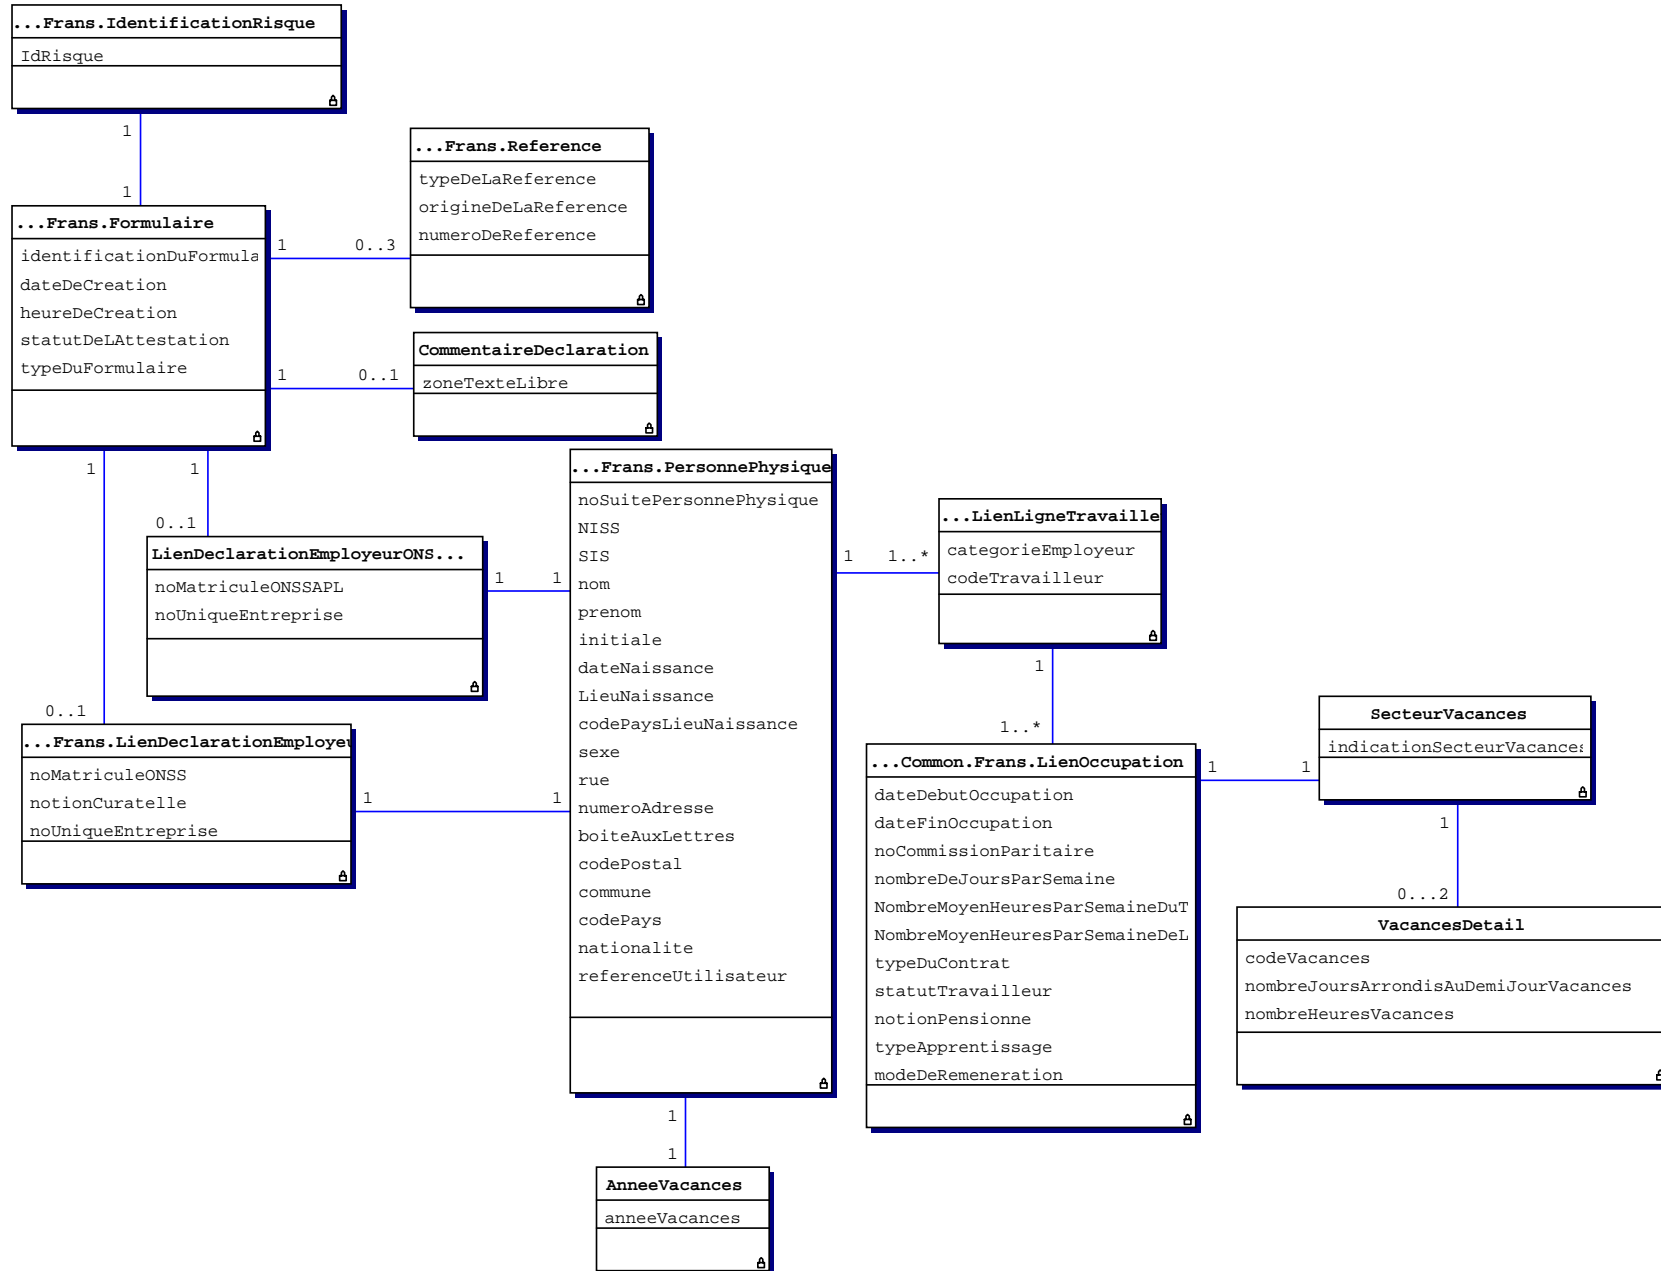 ...Frans.IdentificationRisque
IdRisque
1
1
...Frans.Formulaire
identificationDuFormula
dateDeCreation
heureDeCreation
statutDeLAttestation
typeDuFormulaire
1
0..3
...Frans.Reference
typeDeLaReference
origineDeLaReference
numeroDeReference
1
0..1
CommentaireDeclaration
zoneTexteLibre
1
1
0..1
LienDeclarationEmployeurONS...
noMatriculeONSSAPL
noUniqueEntreprise
1
1
0..1
...Frans.LienDeclarationEmployeu
noMatriculeONSS
notionCuratelle
noUniqueEntreprise
1
1
...Frans.PersonnePhysique
noSuitePersonnePhysique
NISS
SIS
nom
prenom
initiale
dateNaissance
LieuNaissance
codePaysLieuNaissance
sexe
rue
numeroAdresse
boiteAuxLettres
codePostal
commune
codePays
nationalite
referenceUtilisateur
1
1
AnneeVacances
anneeVacances
1
1..*
...LienLigneTravaille
categorieEmployeur
codeTravailleur
1
1..*
...Common.Frans.LienOccupation
dateDebutOccupation
dateFinOccupation
noCommissionParitaire
nombreDeJoursParSemaine
NombreMoyenHeuresParSemaineDuT
NombreMoyenHeuresParSemaineDeL
typeDuContrat
statutTravailleur
notionPensionne
typeApprentissage
modeDeRemeneration
1
1
SecteurVacances
indicationSecteurVacances
1
0...2
VacancesDetail
codeVacances
nombreJoursArrondisAuDemiJourVacances
nombreHeuresVacances